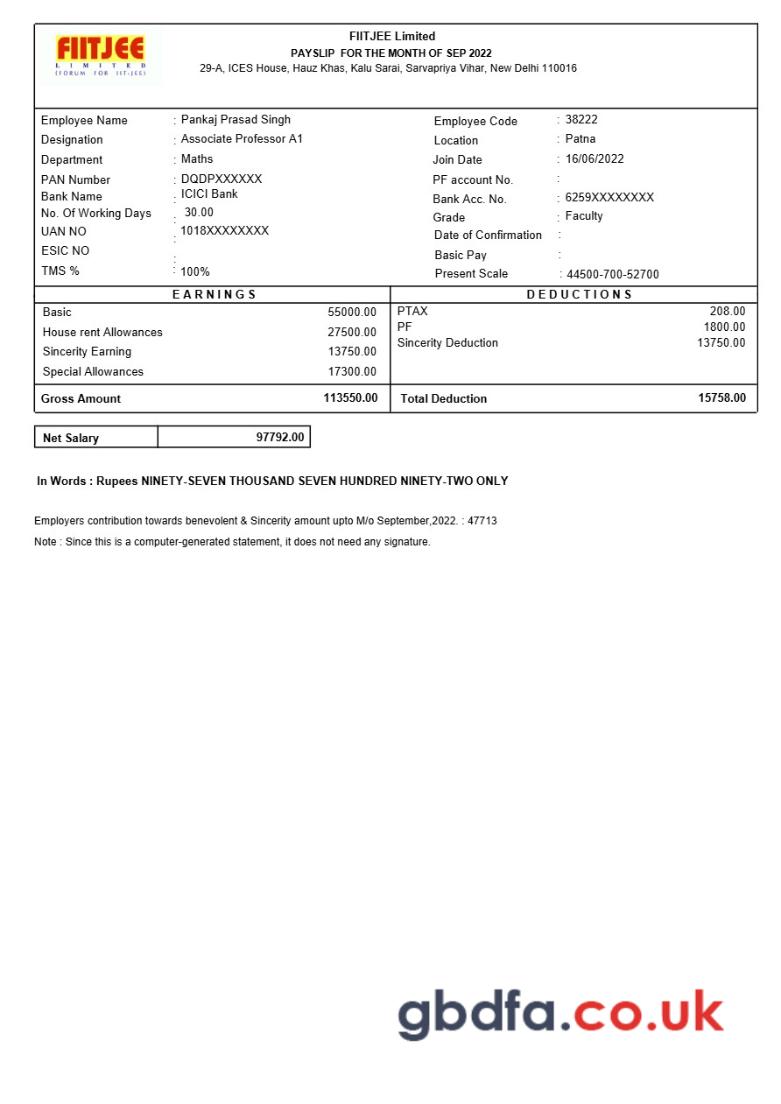 FIITJEE
L I M I T E D
(FORUM FOR IIT-JEE)
FIITJEE Limited
PAYSLIP FOR THE MONTH OF SEP 2022
29-A, ICES House, Hauz Khas, Kalu Sarai, Sarvapriya Vihar, New Delhi 110016
Employee Name : Pankaj Prasad Singh Employee Code : 38222
Designation : Associate Professor A1 Location : Patna
Department : Maths Join Date : 16/06/2022
PAN Number : DQDPXXXXXX PF account No. :
Bank Name : ICICI Bank Bank Acc. No. : 6259XXXXXXXX
No. Of Working Days : 30.00 Grade : Faculty
UAN NO : 1018XXXXXXXX Date of Confirmation :
ESIC NO : Basic Pay :
TMS % : 100% Present Scale : 44500-700-52700
EARNINGS DEDUCTIONS
Basic 55000.00 PTAX 208.00
House rent Allowances 27500.00 PF 1800.00
Sincerity Earning 13750.00 Sincerity Deduction 13750.00
Special Allowances 17300.00
Gross Amount 113550.00 Total Deduction 15758.00
Net Salary 97792.00
In Words : Rupees NINETY-SEVEN THOUSAND SEVEN HUNDRED NINETY-TWO ONLY
Employers contribution towards benevolent & Sincerity amount upto M/o September,2022. : 47713
Note : Since this is a computer-generated statement, it does not need any signature.
gbdfa.co.uk